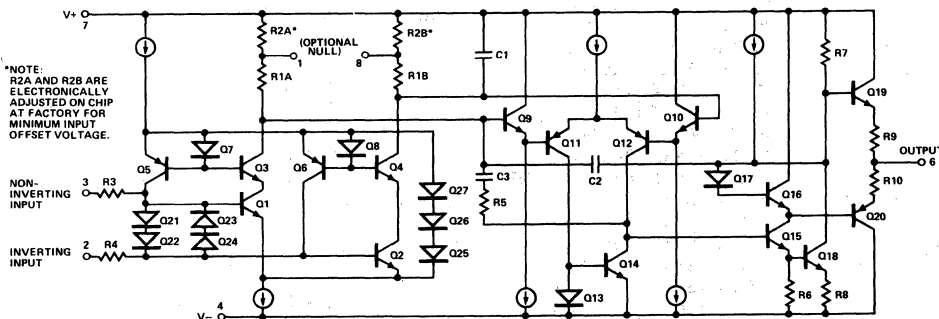 V+
7
R2A*
(OPTIONAL
NULL)
1
8
R2B*
R1A
R1B
C1
R7
*NOTE:
R2A AND R2B ARE
ELECTRONICALLY
ADJUSTED ON CHIP
AT FACTORY FOR
MINIMUM INPUT
OFFSET VOLTAGE.
Q9
Q10
Q19
Q11
Q12
Q7
Q8
Q5
Q3
Q6
Q4
R9
OUTPUT
6
R10
C3
C2
Q17
Q16
NON-
INVERTING
INPUT
3
R3
Q1
Q27
R5
Q20
Q21
Q23
Q26
Q22
Q24
Q15
INVERTING
INPUT
2
R4
Q2
Q25
Q14
Q18
Q13
R6
R8
4
V-